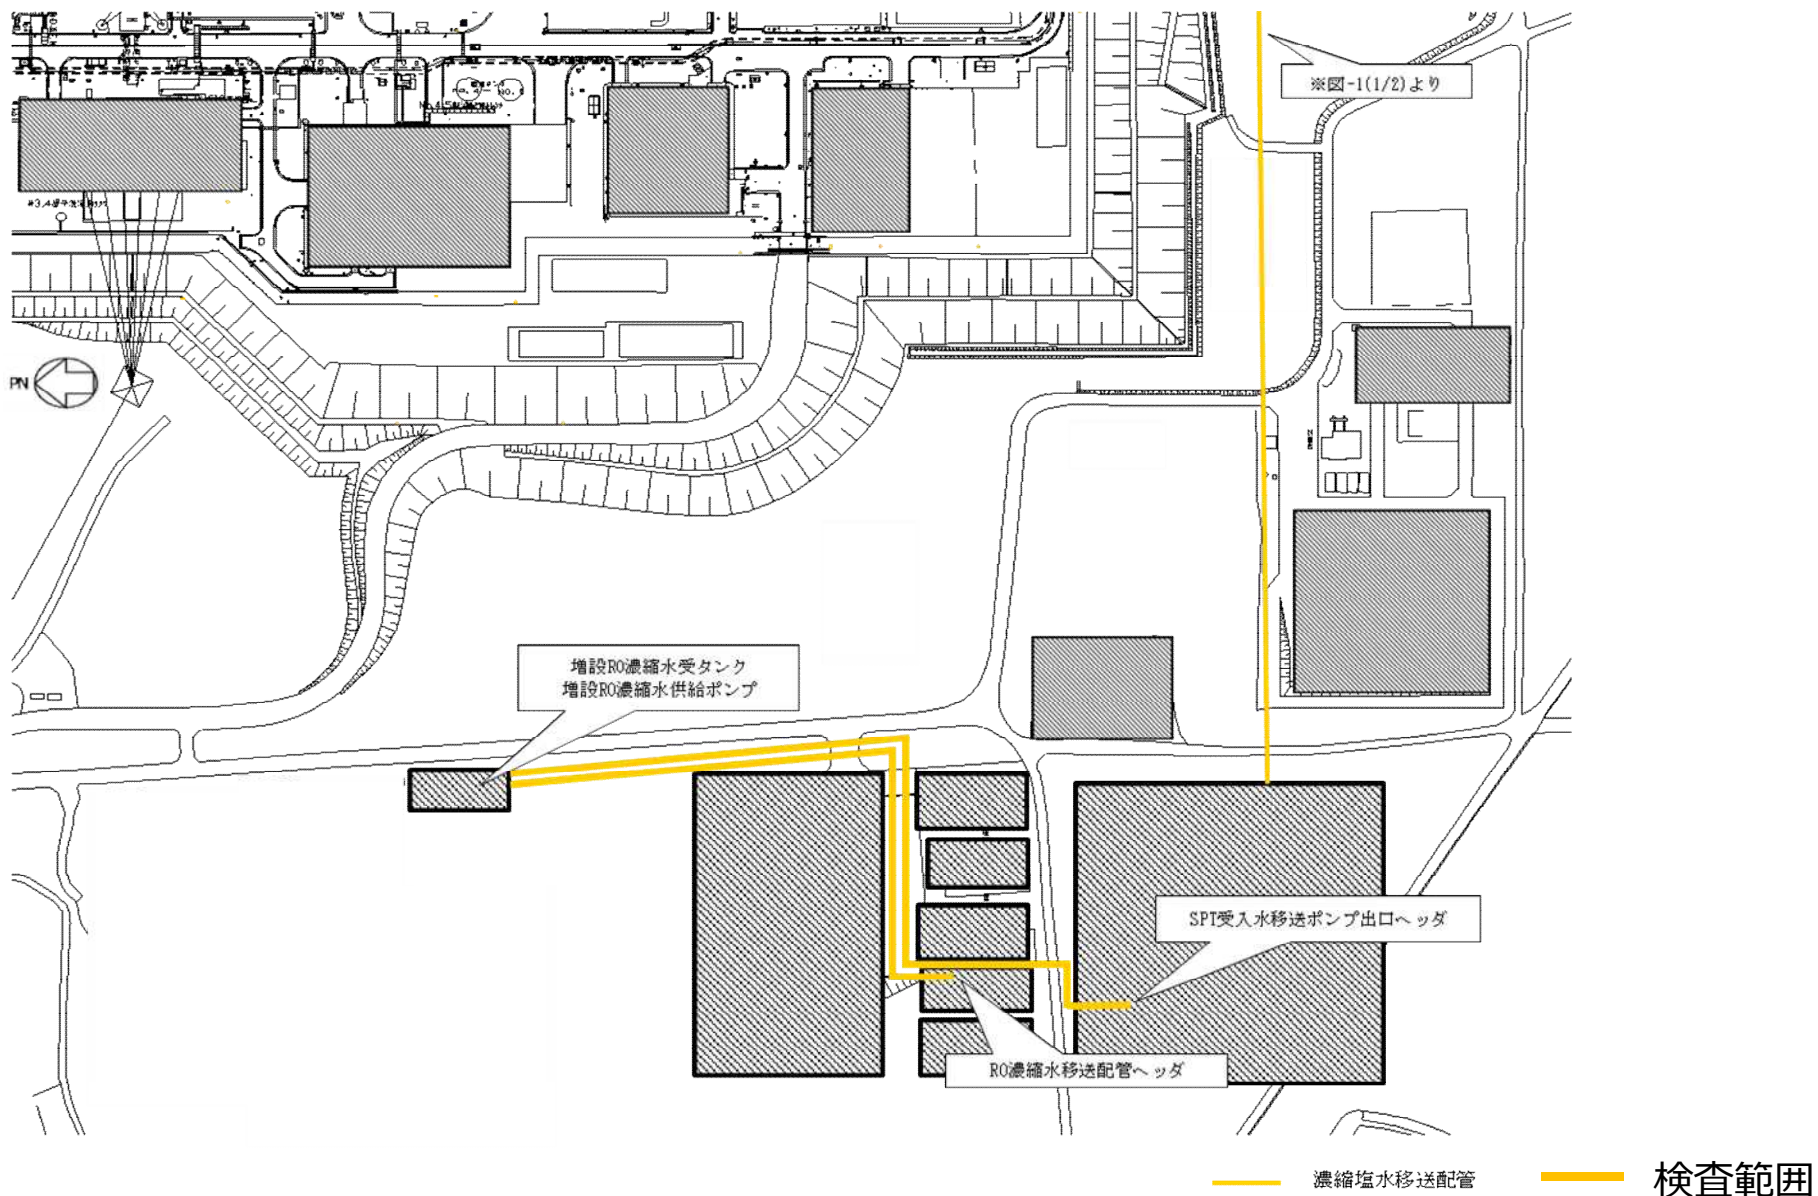 ※図-1(1/2)より
PN
増設RO濃縮水受タンク
増設RO濃縮水供給ポンプ
SPT受入水移送ポンプ出口ヘッダ
RO濃縮水移送配管ヘッダ
濃縮塩水移送配管
検査範囲